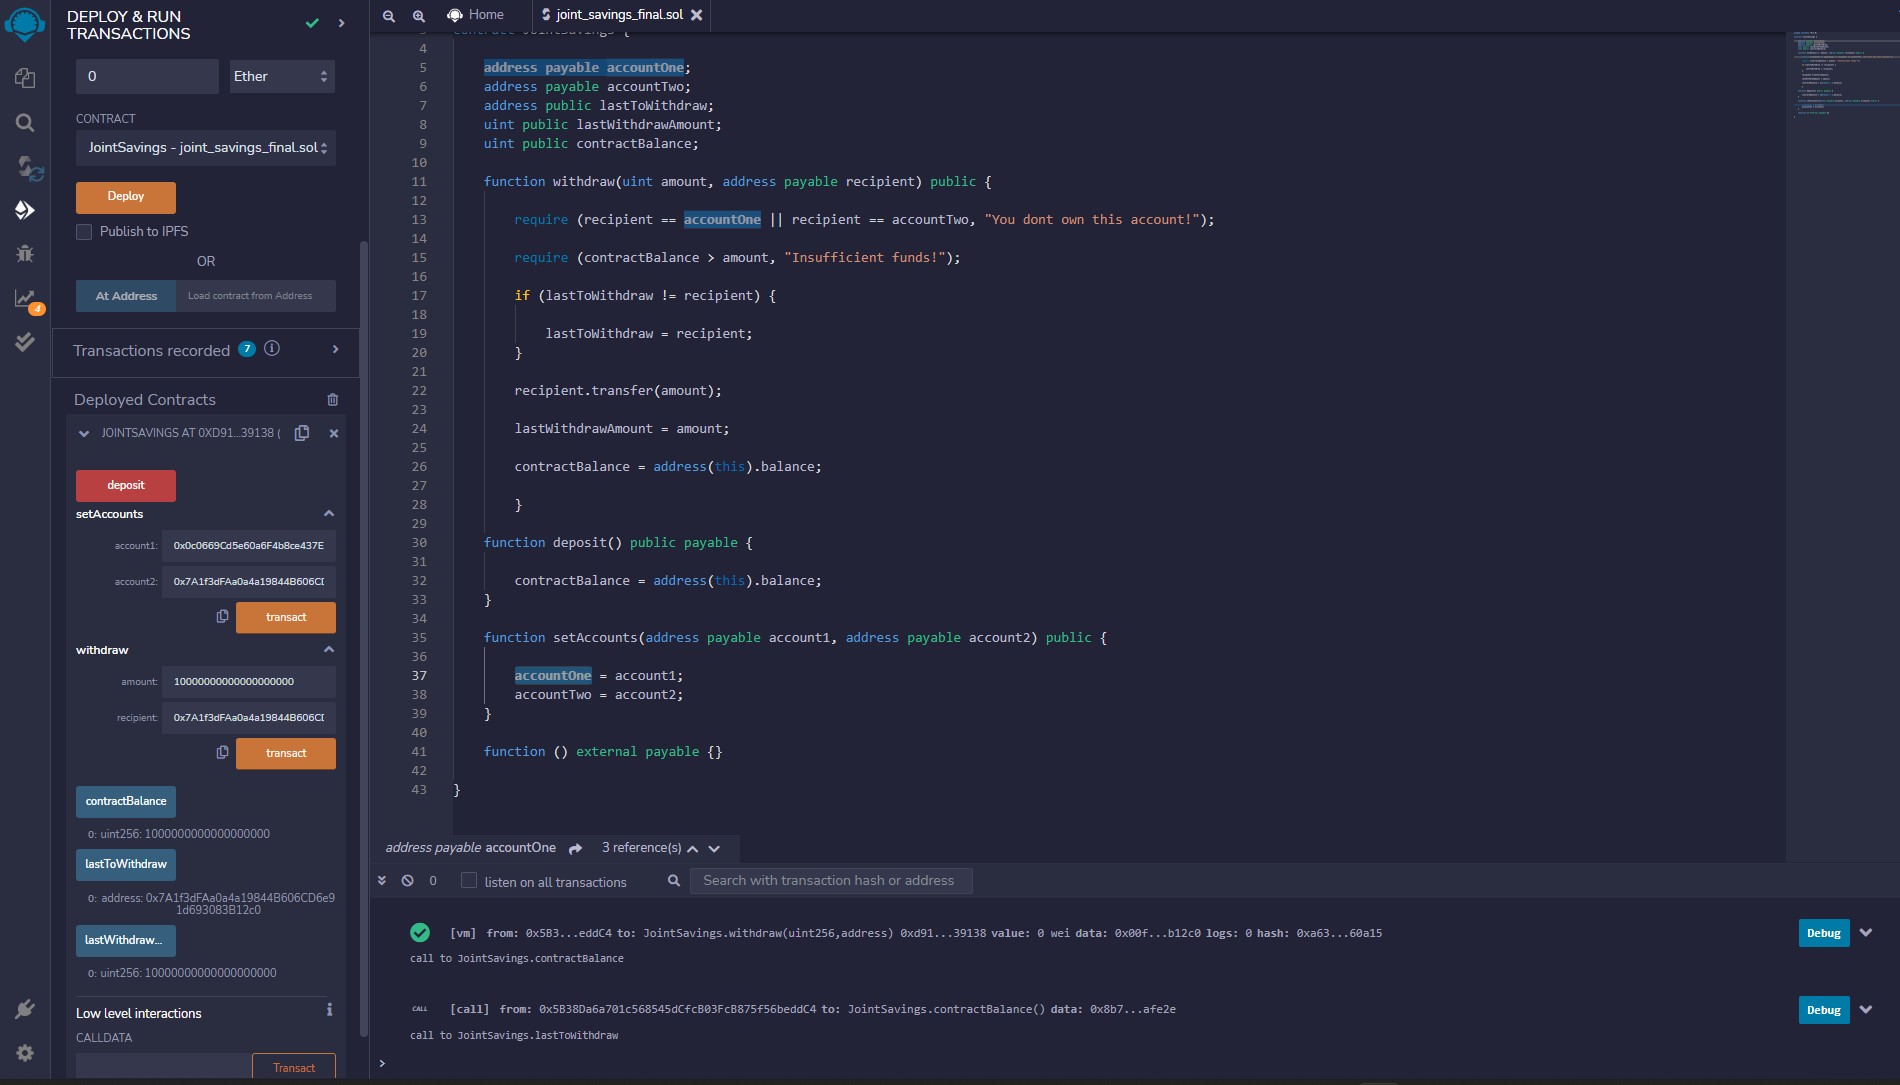 DEPLOY & RUN
TRANSACTIONS
0
Ether
CONTRACT
JointSavings - joint_savings_final.sol
Deploy
Publish to IPFS
OR
At Address
Load contract from Address
Transactions recorded 7
Deployed Contracts
JOINTSAVINGS AT 0XD91...39138 (
deposit
setAccounts
account1: 0x0c0669Cd5e60a6F4b8ce437E
account2: 0x7A1f3dFAa0a4a19844B606CD
transact
withdraw
amount: 10000000000000000000
recipient: 0x7A1f3dFAa0a4a19844B606CD
transact
contractBalance
0: uint256: 1000000000000000000
lastToWithdraw
0: address: 0x7A1f3dFAa0a4a19844B606CD6e9
1d693083B12c0
lastWithdraw...
0: uint256: 10000000000000000000
Low level interactions
CALLDATA
Transact
4
Home
joint_savings_final.sol
4
5 address payable accountOne;
6 address payable accountTwo;
7 address public lastToWithdraw;
8 uint public lastWithdrawAmount;
9 uint public contractBalance;
10
11 function withdraw(uint amount, address payable recipient) public {
12
13 require (recipient == accountOne || recipient == accountTwo, "You dont own this account!");
14
15 require (contractBalance > amount, "Insufficient funds!");
16
17 if (lastToWithdraw != recipient) {
18
19 lastToWithdraw = recipient;
20 }
21
22 recipient.transfer(amount);
23
24 lastWithdrawAmount = amount;
25
26 contractBalance = address(this).balance;
27
28 }
29
30 function deposit() public payable {
31
32 contractBalance = address(this).balance;
33 }
34
35 function setAccounts(address payable account1, address payable account2) public {
36
37 accountOne = account1;
38 accountTwo = account2;
39 }
40
41 function () external payable {}
42
43 }
address payable accountOne 3 reference(s)
0 listen on all transactions Search with transaction hash or address
[vm] from: 0x5B3...eddC4 to: JointSavings.withdraw(uint256,address) 0xd91...39138 value: 0 wei data: 0x00f...b12c0 logs: 0 hash: 0xa63...60a15
Debug
call to JointSavings.contractBalance
CALL [call] from: 0x5B38Da6a701c568545dCfcB03FcB875f56beddC4 to: JointSavings.contractBalance() data: 0x8b7...afe2e
Debug
call to JointSavings.lastToWithdraw
>